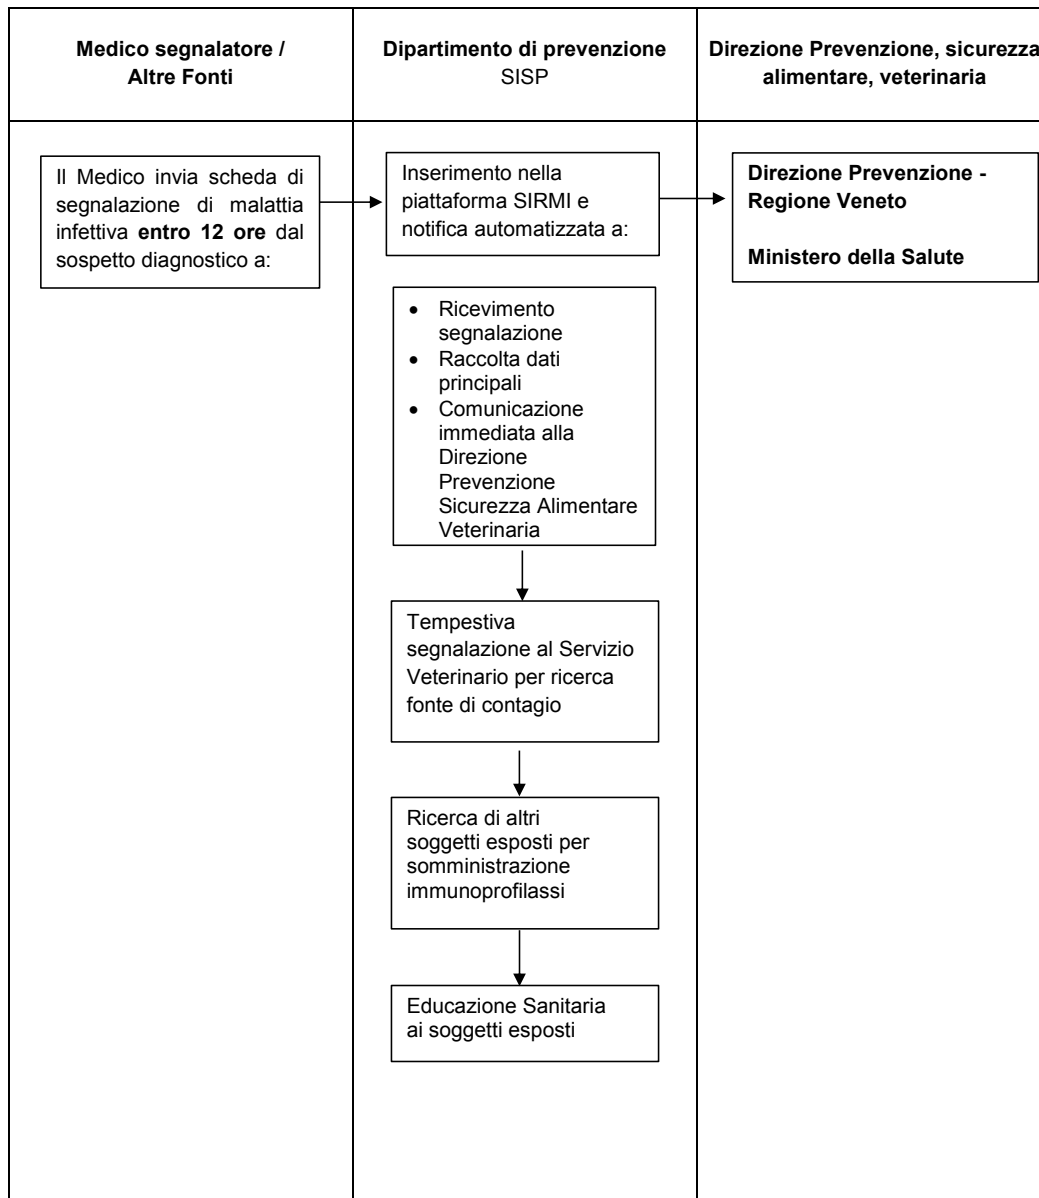 Medico segnalatore /
Altre Fonti
Dipartimento di prevenzione
SISP
Direzione Prevenzione, sicurezza
alimentare, veterinaria
Il Medico invia scheda di
segnalazione di malattia
infettiva entro 12 ore dal
sospetto diagnostico a:
Inserimento nella
piattaforma SIRMI e
notifica automatizzata a:
Direzione Prevenzione -
Regione Veneto
Ministero della Salute
• Ricevimento
segnalazione
• Raccolta dati
principali
• Comunicazione
immediata alla
Direzione
Prevenzione
Sicurezza Alimentare
Veterinaria
Tempestiva
segnalazione al Servizio
Veterinario per ricerca
fonte di contagio
Ricerca di altri
soggetti esposti per
somministrazione
immunoprofilassi
Educazione Sanitaria
ai soggetti esposti